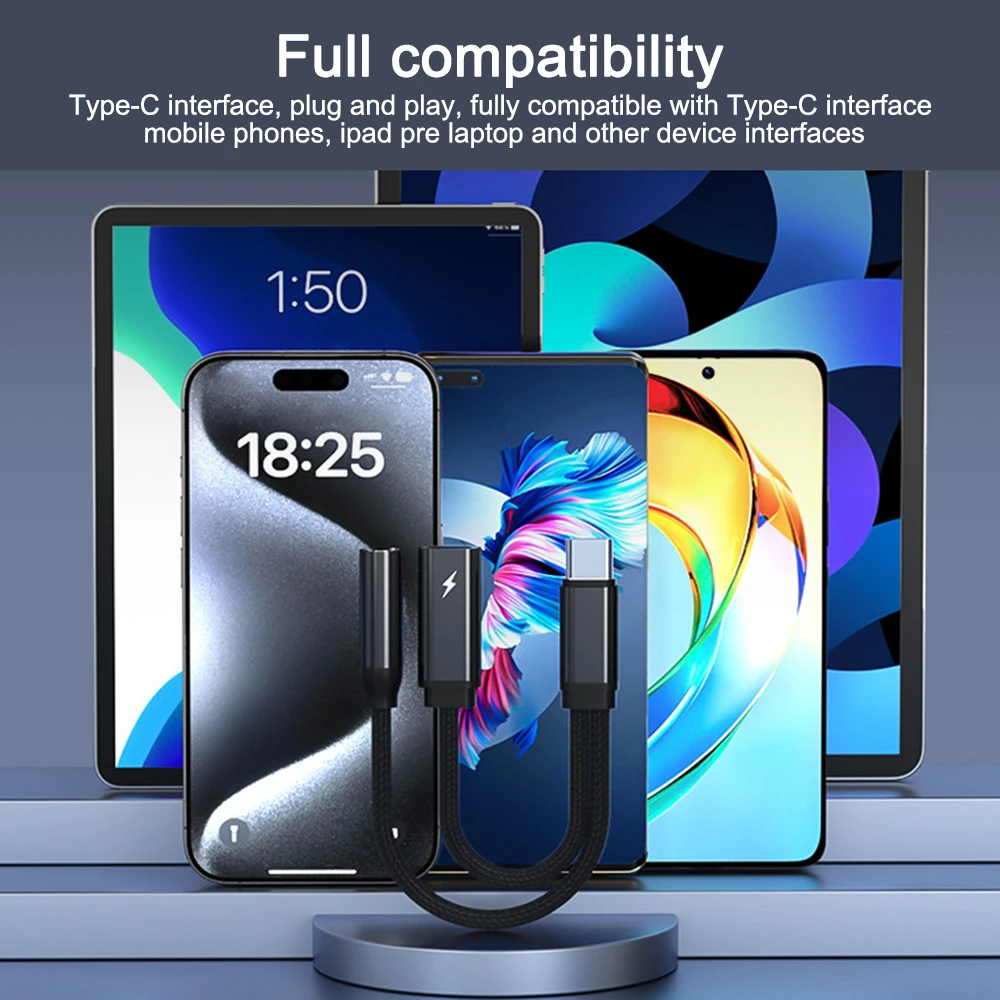 Full compatibility
Type-C interface, plug and play, fully compatible with Type-C interface
mobile phones, ipad pre laptop and other device interfaces
1:50
18:25